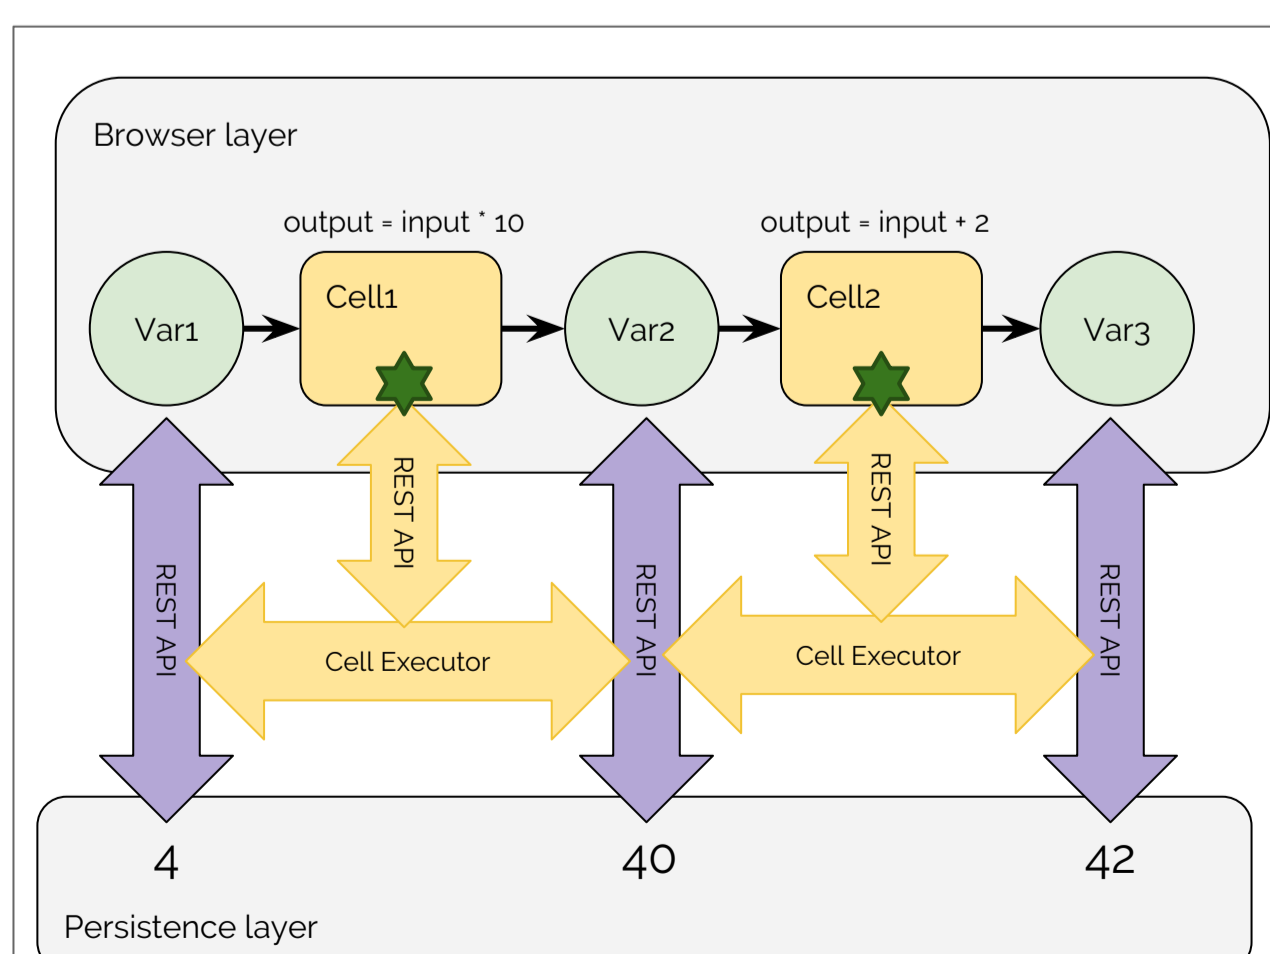 Browser layer
output = input * 10
output = input + 2
Var1
Cell1
Var2
Cell2
Var3
REST API
REST API
REST API
REST API
REST API
Cell Executor
Cell Executor
4
40
42
Persistence layer